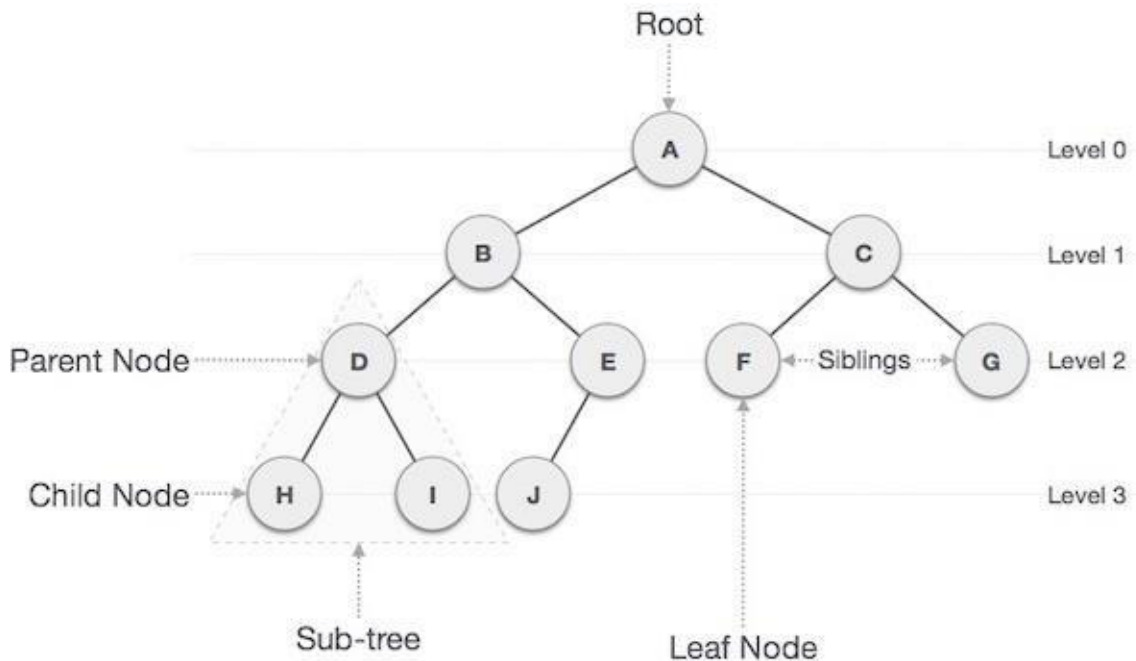 Root
A
Level 0
B
C
Level 1
Parent Node
D
E
F
Siblings
G
Level 2
Child Node
H
I
J
Level 3
Sub-tree
Leaf Node